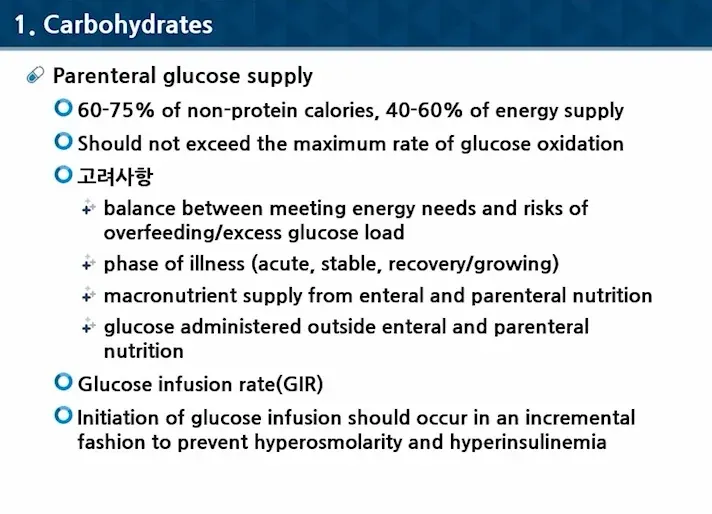 1. Carbohydrates
Parenteral glucose supply
60-75% of non-protein calories, 40-60% of energy supply
Should not exceed the maximum rate of glucose oxidation
고려사항
balance between meeting energy needs and risks of
overfeeding/excess glucose load
phase of illness (acute, stable, recovery/growing)
macronutrient supply from enteral and parenteral nutrition
glucose administered outside enteral and parenteral
nutrition
Glucose infusion rate(GIR)
Initiation of glucose infusion should occur in an incremental
fashion to prevent hyperosmolarity and hyperinsulinemia